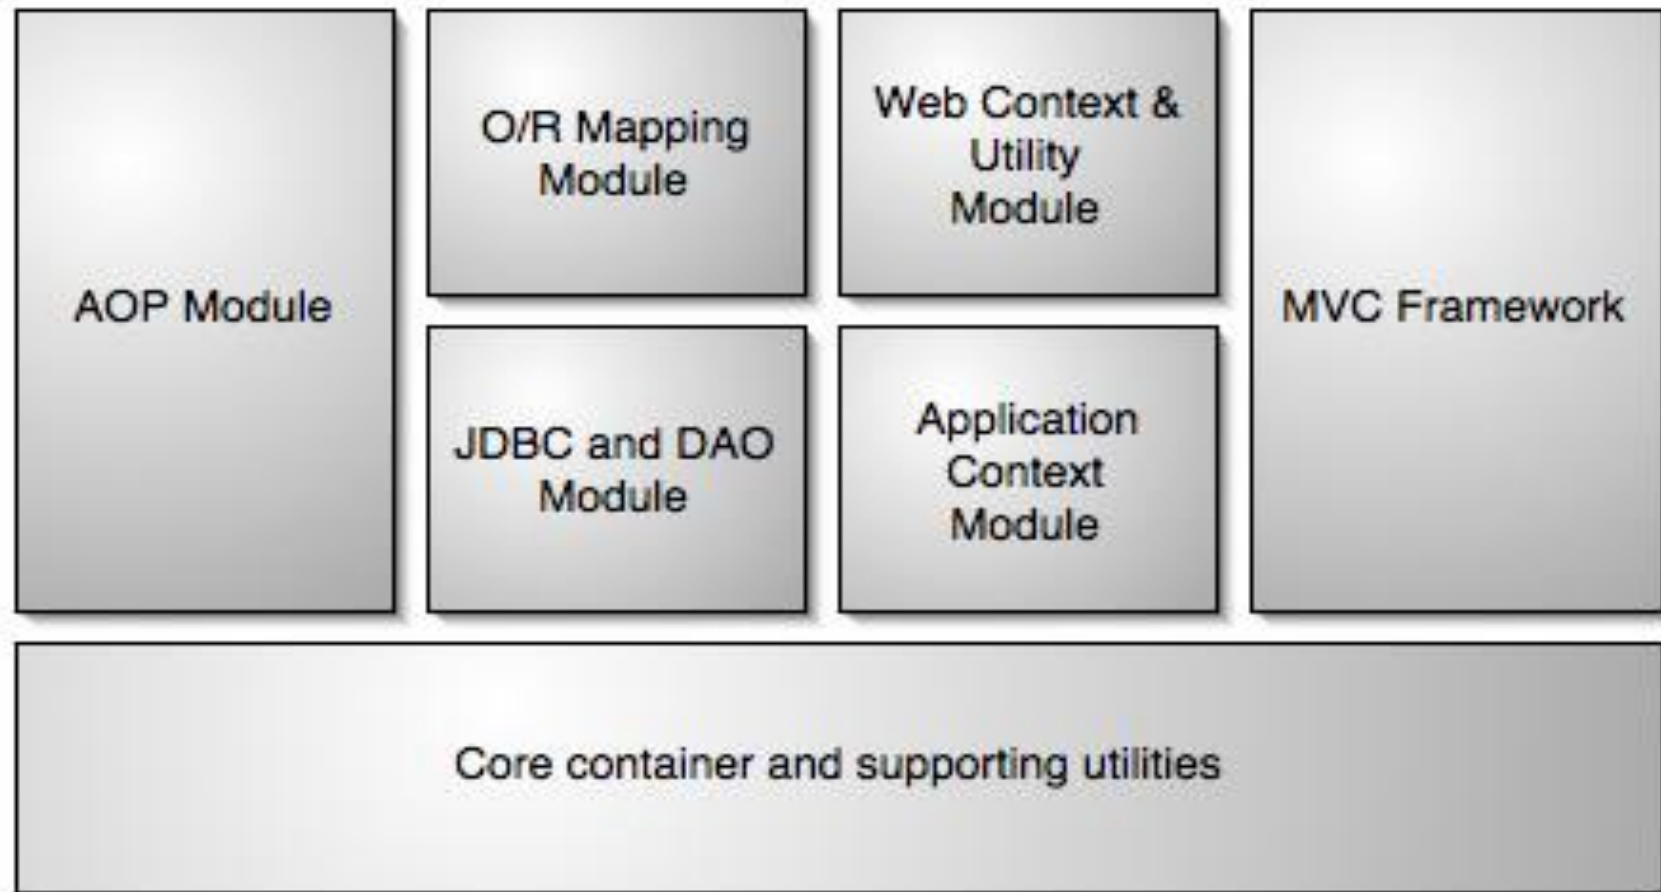 AOP Module
O/R Mapping
Module
Web Context &
Utility
Module
MVC Framework
JDBC and DAO
Module
Application
Context
Module
Core container and supporting utilities